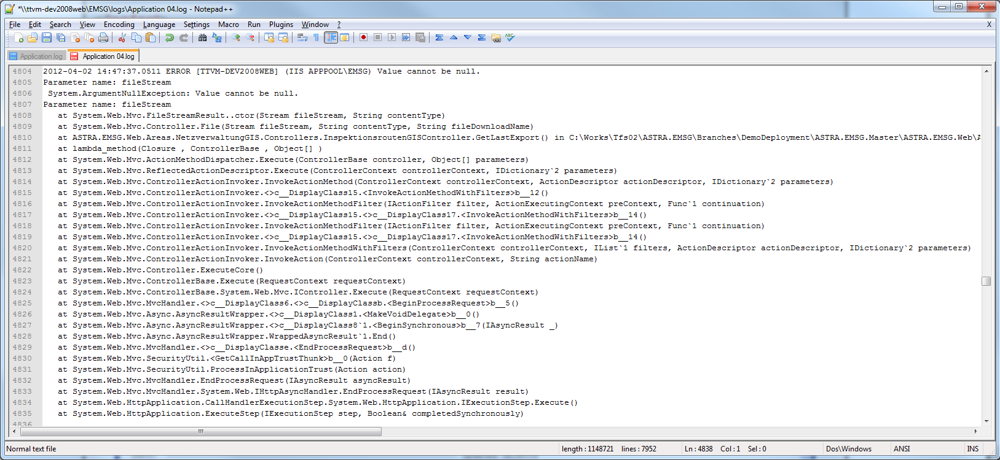 *\\ttvm-dev2008web\EMSG\logs\Application 04.log - Notepad++
File Edit Search View Encoding Language Settings Macro Run Plugins Window ? X
Application.log Application 04.log
4804 2012-04-02 14:47:37.0511 ERROR [TTVM-DEV2008WEB] (IIS APPPOOL\EMSG) Value cannot be null.
4805 Parameter name: fileStream
4806 System.ArgumentNullException: Value cannot be null.
4807 Parameter name: fileStream
4808 at System.Web.Mvc.FileStreamResult..ctor(Stream fileStream, String contentType)
4809 at System.Web.Mvc.Controller.File(Stream fileStream, String contentType, String fileDownloadName)
4810 at ASTRA.EMSG.Web.Areas.NetzverwaltungGIS.Controllers.InspektionsroutenGISController.GetLastExport() in C:\Works\Tfs02\ASTRA.EMSG\Branches\DemoDeployment\ASTRA.EMSG.Master\ASTRA.EMSG.Web\A
4811 at lambda_method(Closure , ControllerBase , Object[] )
4812 at System.Web.Mvc.ActionMethodDispatcher.Execute(ControllerBase controller, Object[] parameters)
4813 at System.Web.Mvc.ReflectedActionDescriptor.Execute(ControllerContext controllerContext, IDictionary`2 parameters)
4814 at System.Web.Mvc.ControllerActionInvoker.InvokeActionMethod(ControllerContext controllerContext, ActionDescriptor actionDescriptor, IDictionary`2 parameters)
4815 at System.Web.Mvc.ControllerActionInvoker.<>c__DisplayClass15.<InvokeActionMethodWithFilters>b__12()
4816 at System.Web.Mvc.ControllerActionInvoker.InvokeActionMethodFilter(IActionFilter filter, ActionExecutingContext preContext, Func`1 continuation)
4817 at System.Web.Mvc.ControllerActionInvoker.<>c__DisplayClass15.<>c__DisplayClass17.<InvokeActionMethodWithFilters>b__14()
4818 at System.Web.Mvc.ControllerActionInvoker.InvokeActionMethodFilter(IActionFilter filter, ActionExecutingContext preContext, Func`1 continuation)
4819 at System.Web.Mvc.ControllerActionInvoker.<>c__DisplayClass15.<>c__DisplayClass17.<InvokeActionMethodWithFilters>b__14()
4820 at System.Web.Mvc.ControllerActionInvoker.InvokeActionMethodWithFilters(ControllerContext controllerContext, IList`1 filters, ActionDescriptor actionDescriptor, IDictionary`2 parameters)
4821 at System.Web.Mvc.ControllerActionInvoker.InvokeAction(ControllerContext controllerContext, String actionName)
4822 at System.Web.Mvc.Controller.ExecuteCore()
4823 at System.Web.Mvc.ControllerBase.Execute(RequestContext requestContext)
4824 at System.Web.Mvc.ControllerBase.System.Web.Mvc.IController.Execute(RequestContext requestContext)
4825 at System.Web.Mvc.MvcHandler.<>c__DisplayClass6.<>c__DisplayClassb.<BeginProcessRequest>b__5()
4826 at System.Web.Mvc.Async.AsyncResultWrapper.<>c__DisplayClass1.<MakeVoidDelegate>b__0()
4827 at System.Web.Mvc.Async.AsyncResultWrapper.<>c__DisplayClass8`1.<BeginSynchronous>b__7(IAsyncResult _)
4828 at System.Web.Mvc.Async.AsyncResultWrapper.WrappedAsyncResult`1.End()
4829 at System.Web.Mvc.MvcHandler.<>c__DisplayClasse.<EndProcessRequest>b__d()
4830 at System.Web.Mvc.SecurityUtil.<GetCallInAppTrustThunk>b__0(Action f)
4831 at System.Web.Mvc.SecurityUtil.ProcessInApplicationTrust(Action action)
4832 at System.Web.Mvc.MvcHandler.EndProcessRequest(IAsyncResult asyncResult)
4833 at System.Web.Mvc.MvcHandler.System.Web.IHttpAsyncHandler.EndProcessRequest(IAsyncResult result)
4834 at System.Web.HttpApplication.CallHandlerExecutionStep.System.Web.HttpApplication.IExecutionStep.Execute()
4835 at System.Web.HttpApplication.ExecuteStep(IExecutionStep step, Boolean& completedSynchronously)
4836
Normal text file length : 1148721 lines : 7952 Ln : 4838 Col : 1 Sel : 0 Dos\Windows ANSI INS